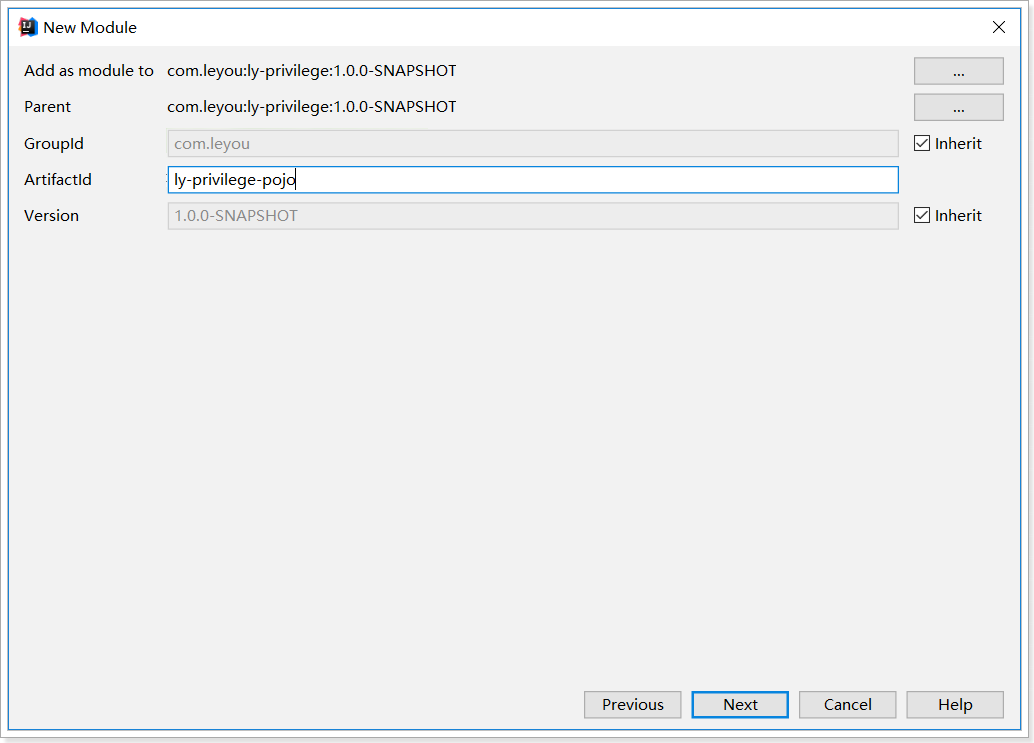 New Module
Add as module to com.leyou:ly-privilege:1.0.0-SNAPSHOT ...
Parent com.leyou:ly-privilege:1.0.0-SNAPSHOT ...
GroupId com.leyou Inherit
ArtifactId ly-privilege-pojo
Version 1.0.0-SNAPSHOT Inherit
Previous Next Cancel Help